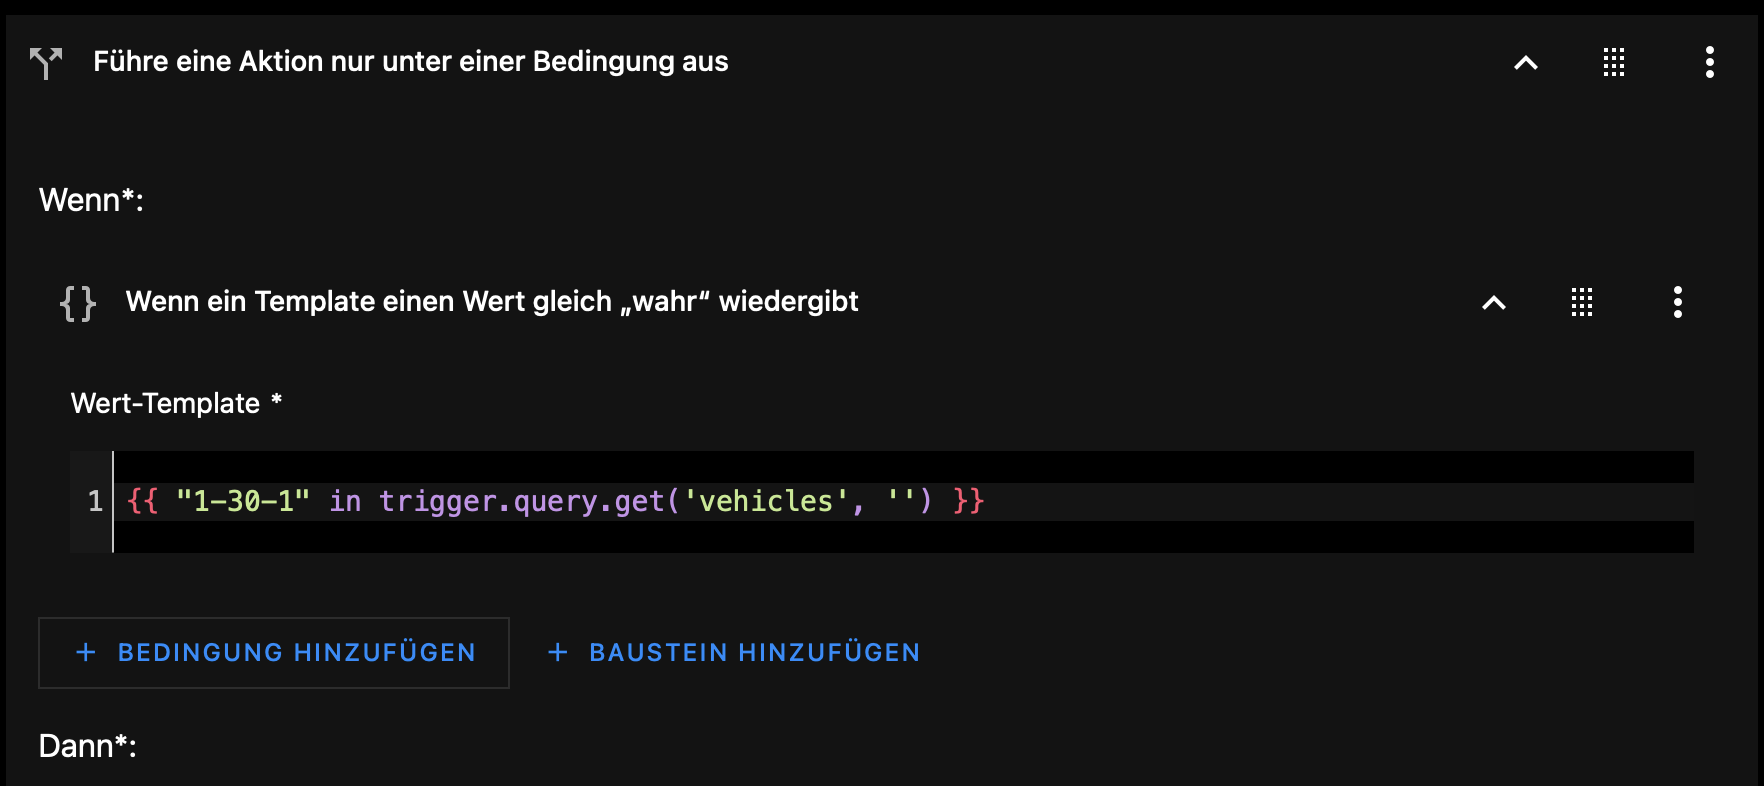 Führe eine Aktion nur unter einer Bedingung aus
Wenn*:
{} Wenn ein Template einen Wert gleich „wahr“ wiedergibt
Wert-Template *
1 {{ "1-30-1" in trigger.query.get('vehicles', '') }}
+ BEDINGUNG HINZUFÜGEN + BAUSTEIN HINZUFÜGEN
Dann*: